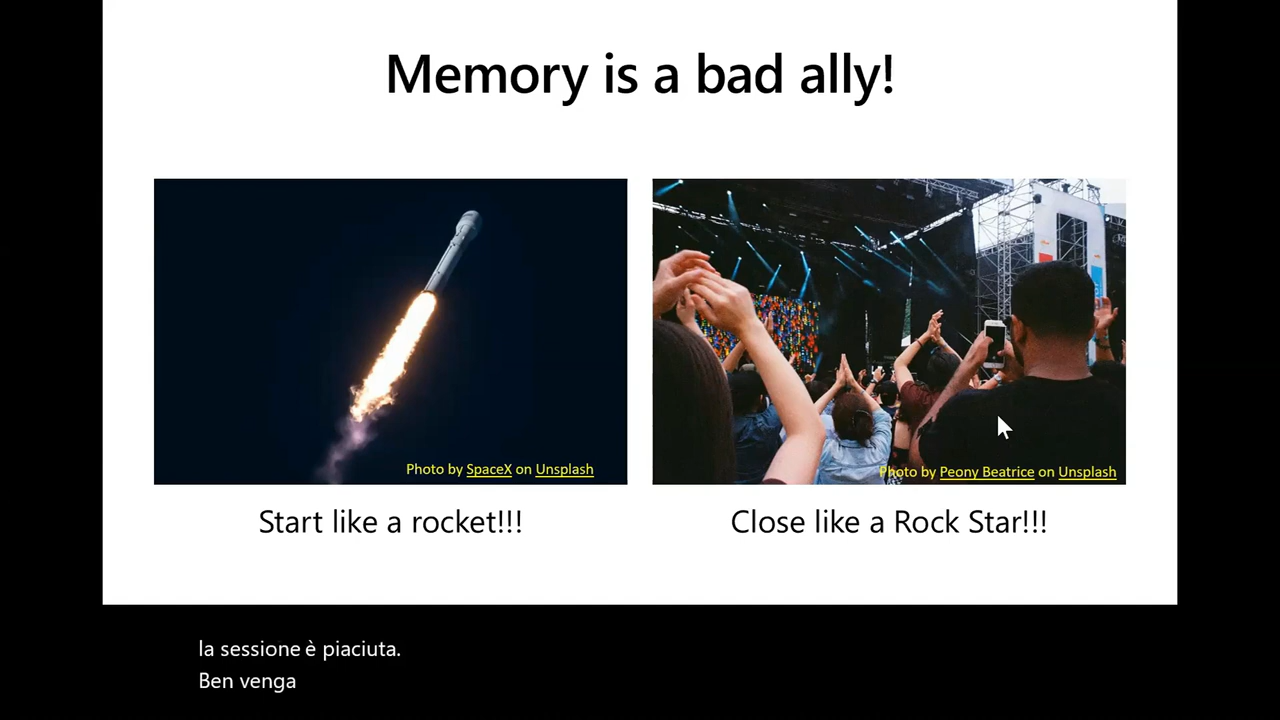 Memory is a bad ally!
Photo by SpaceX on Unsplash
Photo by Peony Beatrice on Unsplash
Start like a rocket!!!
Close like a Rock Star!!!
la sessione è piaciuta.
Ben venga